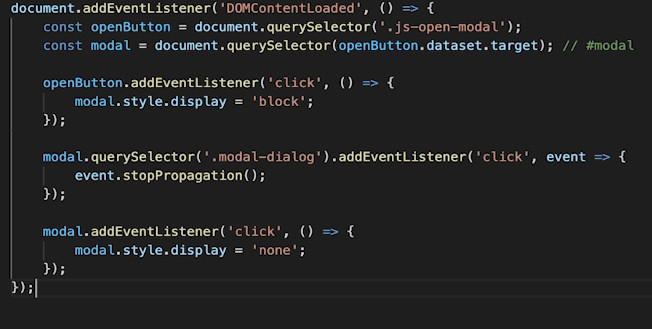 document.addEventListener('DOMContentLoaded', () => {
    const openButton = document.querySelector('.js-open-modal');
    const modal = document.querySelector(openButton.dataset.target); // #modal

    openButton.addEventListener('click', () => {
        modal.style.display = 'block';
    });

    modal.querySelector('.modal-dialog').addEventListener('click', event => {
        event.stopPropagation();
    });

    modal.addEventListener('click', () => {
        modal.style.display = 'none';
    });
});